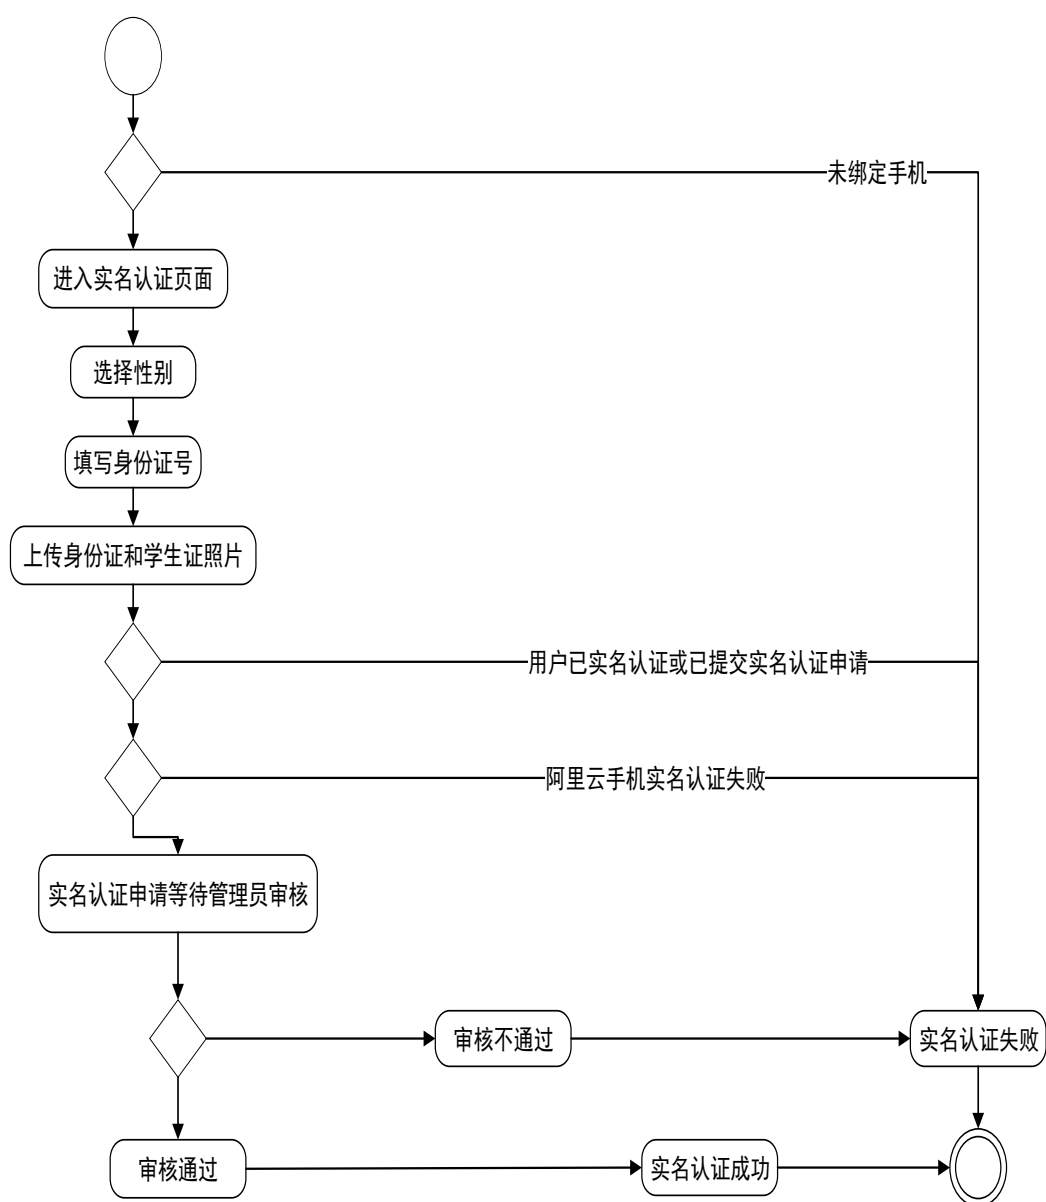 未绑定手机
进入实名认证页面
选择性别
填写身份证号
上传身份证和学生证照片
用户已实名认证或已提交实名认证申请
阿里云手机实名认证失败
实名认证申请等待管理员审核
审核不通过
实名认证失败
审核通过
实名认证成功